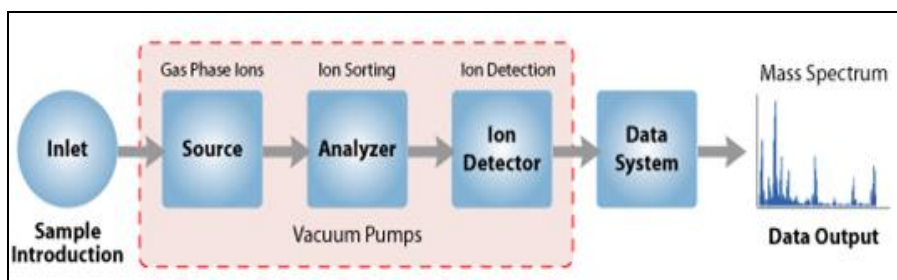 Gas Phase Ions
Ion Sorting
Ion Detection
Mass Spectrum
Inlet
Source
Analyzer
Ion
Detector
Data
System
Sample
Introduction
Vacuum Pumps
Data Output